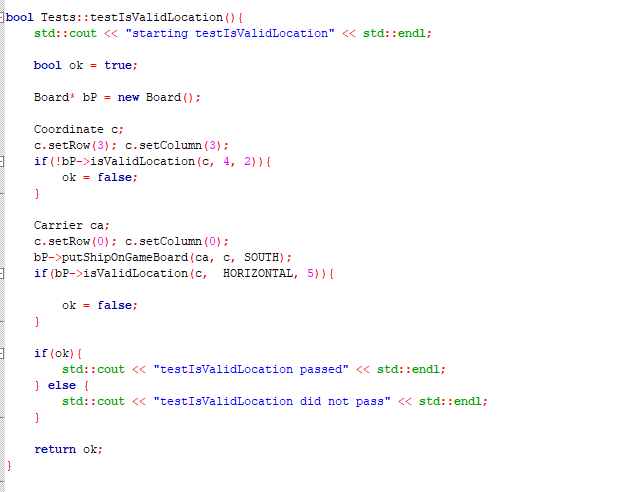 bool Tests::testIsValidLocation(){
    std::cout << "starting testIsValidLocation" << std::endl;

    bool ok = true;

    Board* bP = new Board();

    Coordinate c;
    c.setRow(3); c.setColumn(3);
    if(!bP->isValidLocation(c, 4, 2)){
        ok = false;
    }

    Carrier ca;
    c.setRow(0); c.setColumn(0);
    bP->putShipOnGameBoard(ca, c, SOUTH);
    if(bP->isValidLocation(c,  HORIZONTAL, 5)){

        ok = false;
    }

    if(ok){
        std::cout << "testIsValidLocation passed" << std::endl;
    } else {
        std::cout << "testIsValidLocation did not pass" << std::endl;
    }

    return ok;
}